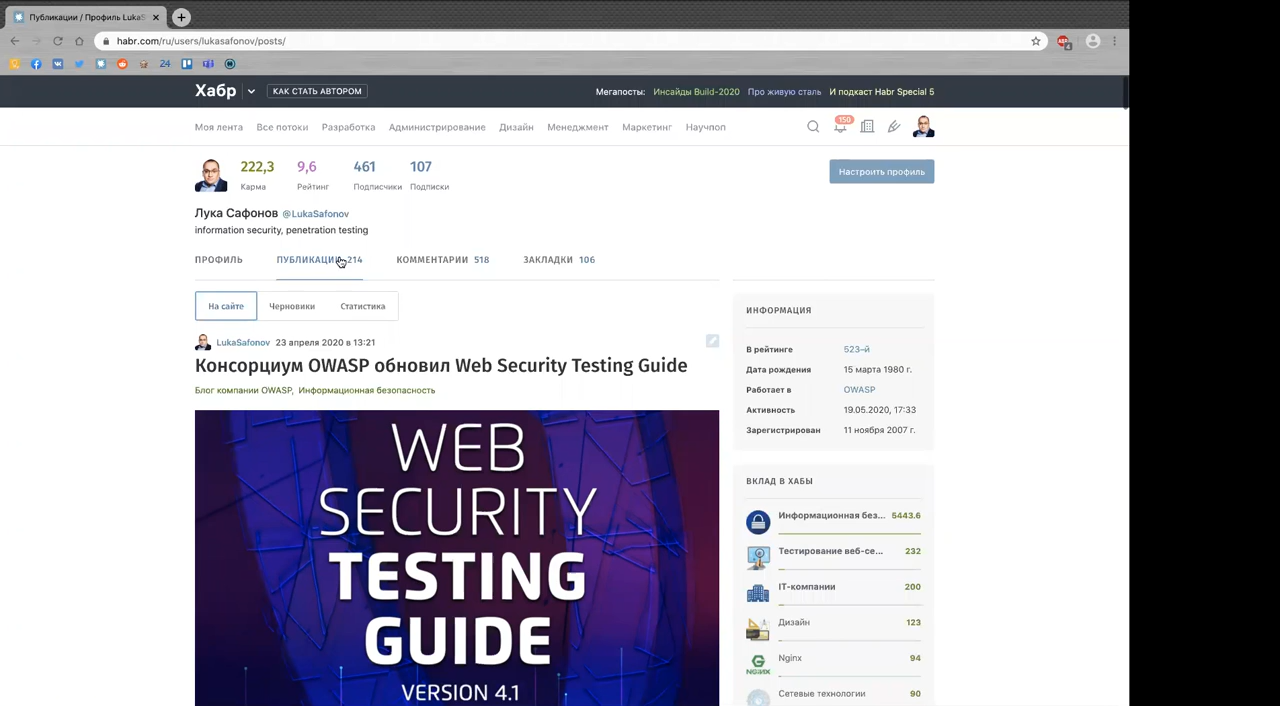 Публикации / Профиль LukaS
habr.com/ru/users/lukasafonov/posts/
ABP
4
24
Хабр
КАК СТАТЬ АВТОРОМ
Мегапосты: Инсайды Build-2020 Про живую сталь И подкаст Habr Special 5
Моя лента Все потоки Разработка Администрирование Дизайн Менеджмент Маркетинг Научпоп
150
222,3 9,6 461 107
Карма Рейтинг Подписчики Подписки
Настроить профиль
Лука Сафонов @LukaSafonov
information security, penetration testing
ПРОФИЛЬ ПУБЛИКАЦИИ 214 КОММЕНТАРИИ 518 ЗАКЛАДКИ 106
На сайте Черновики Статистика
LukaSafonov 23 апреля 2020 в 13:21
Консорциум OWASP обновил Web Security Testing Guide
Блог компании OWASP, Информационная безопасность
WEB
SECURITY
TESTING
GUIDE
VERSION 4.1
ИНФОРМАЦИЯ
В рейтинге 523-й
Дата рождения 15 марта 1980 г.
Работает в OWASP
Активность 19.05.2020, 17:33
Зарегистрирован 11 ноября 2007 г.
ВКЛАД В ХАБЫ
Информационная без... 5443.6
Тестирование веб-се... 232
IT-компании 200
Дизайн 123
NGINX
Nginx 94
Сетевые технологии 90